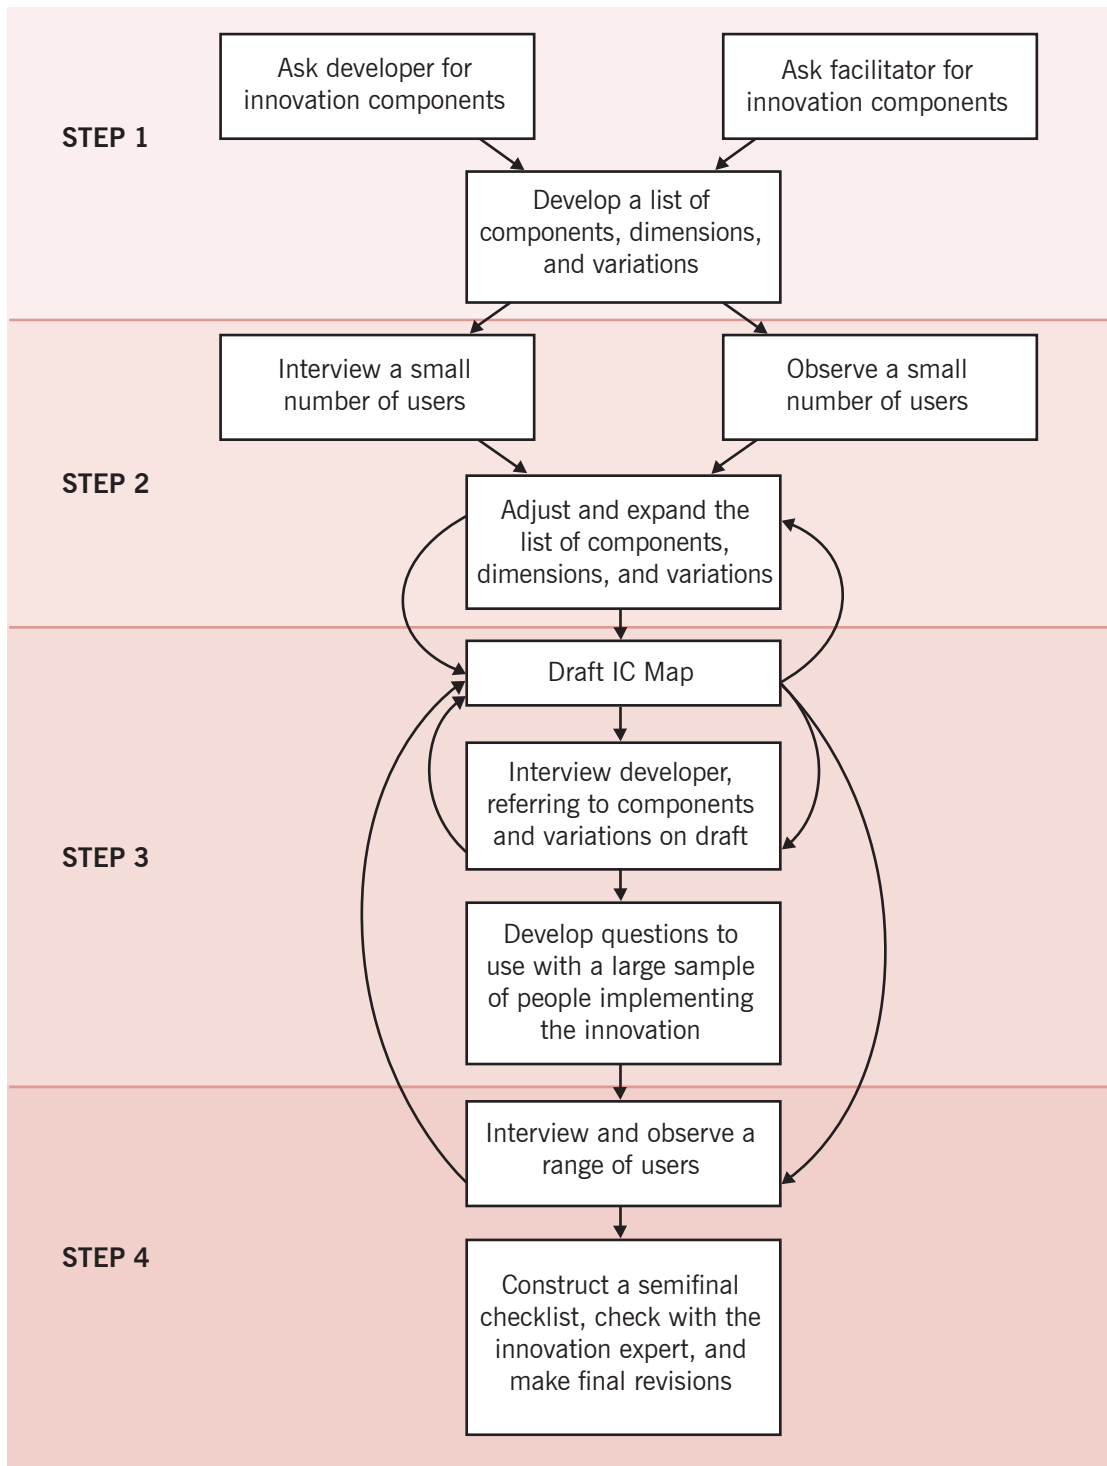 STEP 1
Ask developer for
innovation components
Ask facilitator for
innovation components
Develop a list of
components, dimensions,
and variations
STEP 2
Interview a small
number of users
Observe a small
number of users
Adjust and expand the
list of components,
dimensions, and variations
STEP 3
Draft IC Map
Interview developer,
referring to components
and variations on draft
Develop questions to
use with a large sample
of people implementing
the innovation
STEP 4
Interview and observe a
range of users
Construct a semifinal
checklist, check with the
innovation expert, and
make final revisions